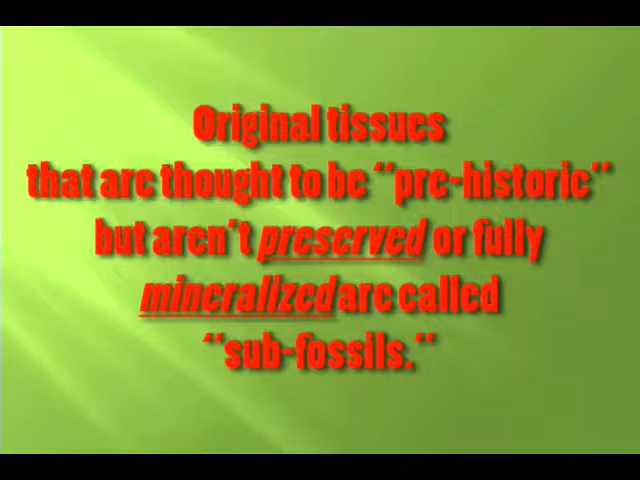 Original tissues
that are thought to be “pre-historic”
but aren’t preserved or fully
mineralized are called
“sub-fossils.”